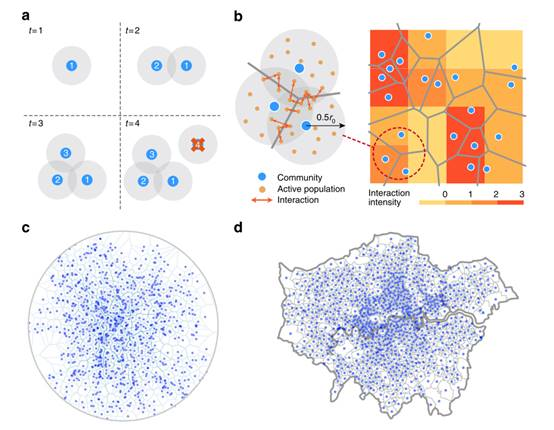 a
t=1
t=2
1
2
1
t=3
t=4
3
2
1
3
4
2
1
b
0.5r₀
Community
Active population
Interaction
Interaction
intensity
0
1
2
3
c
d